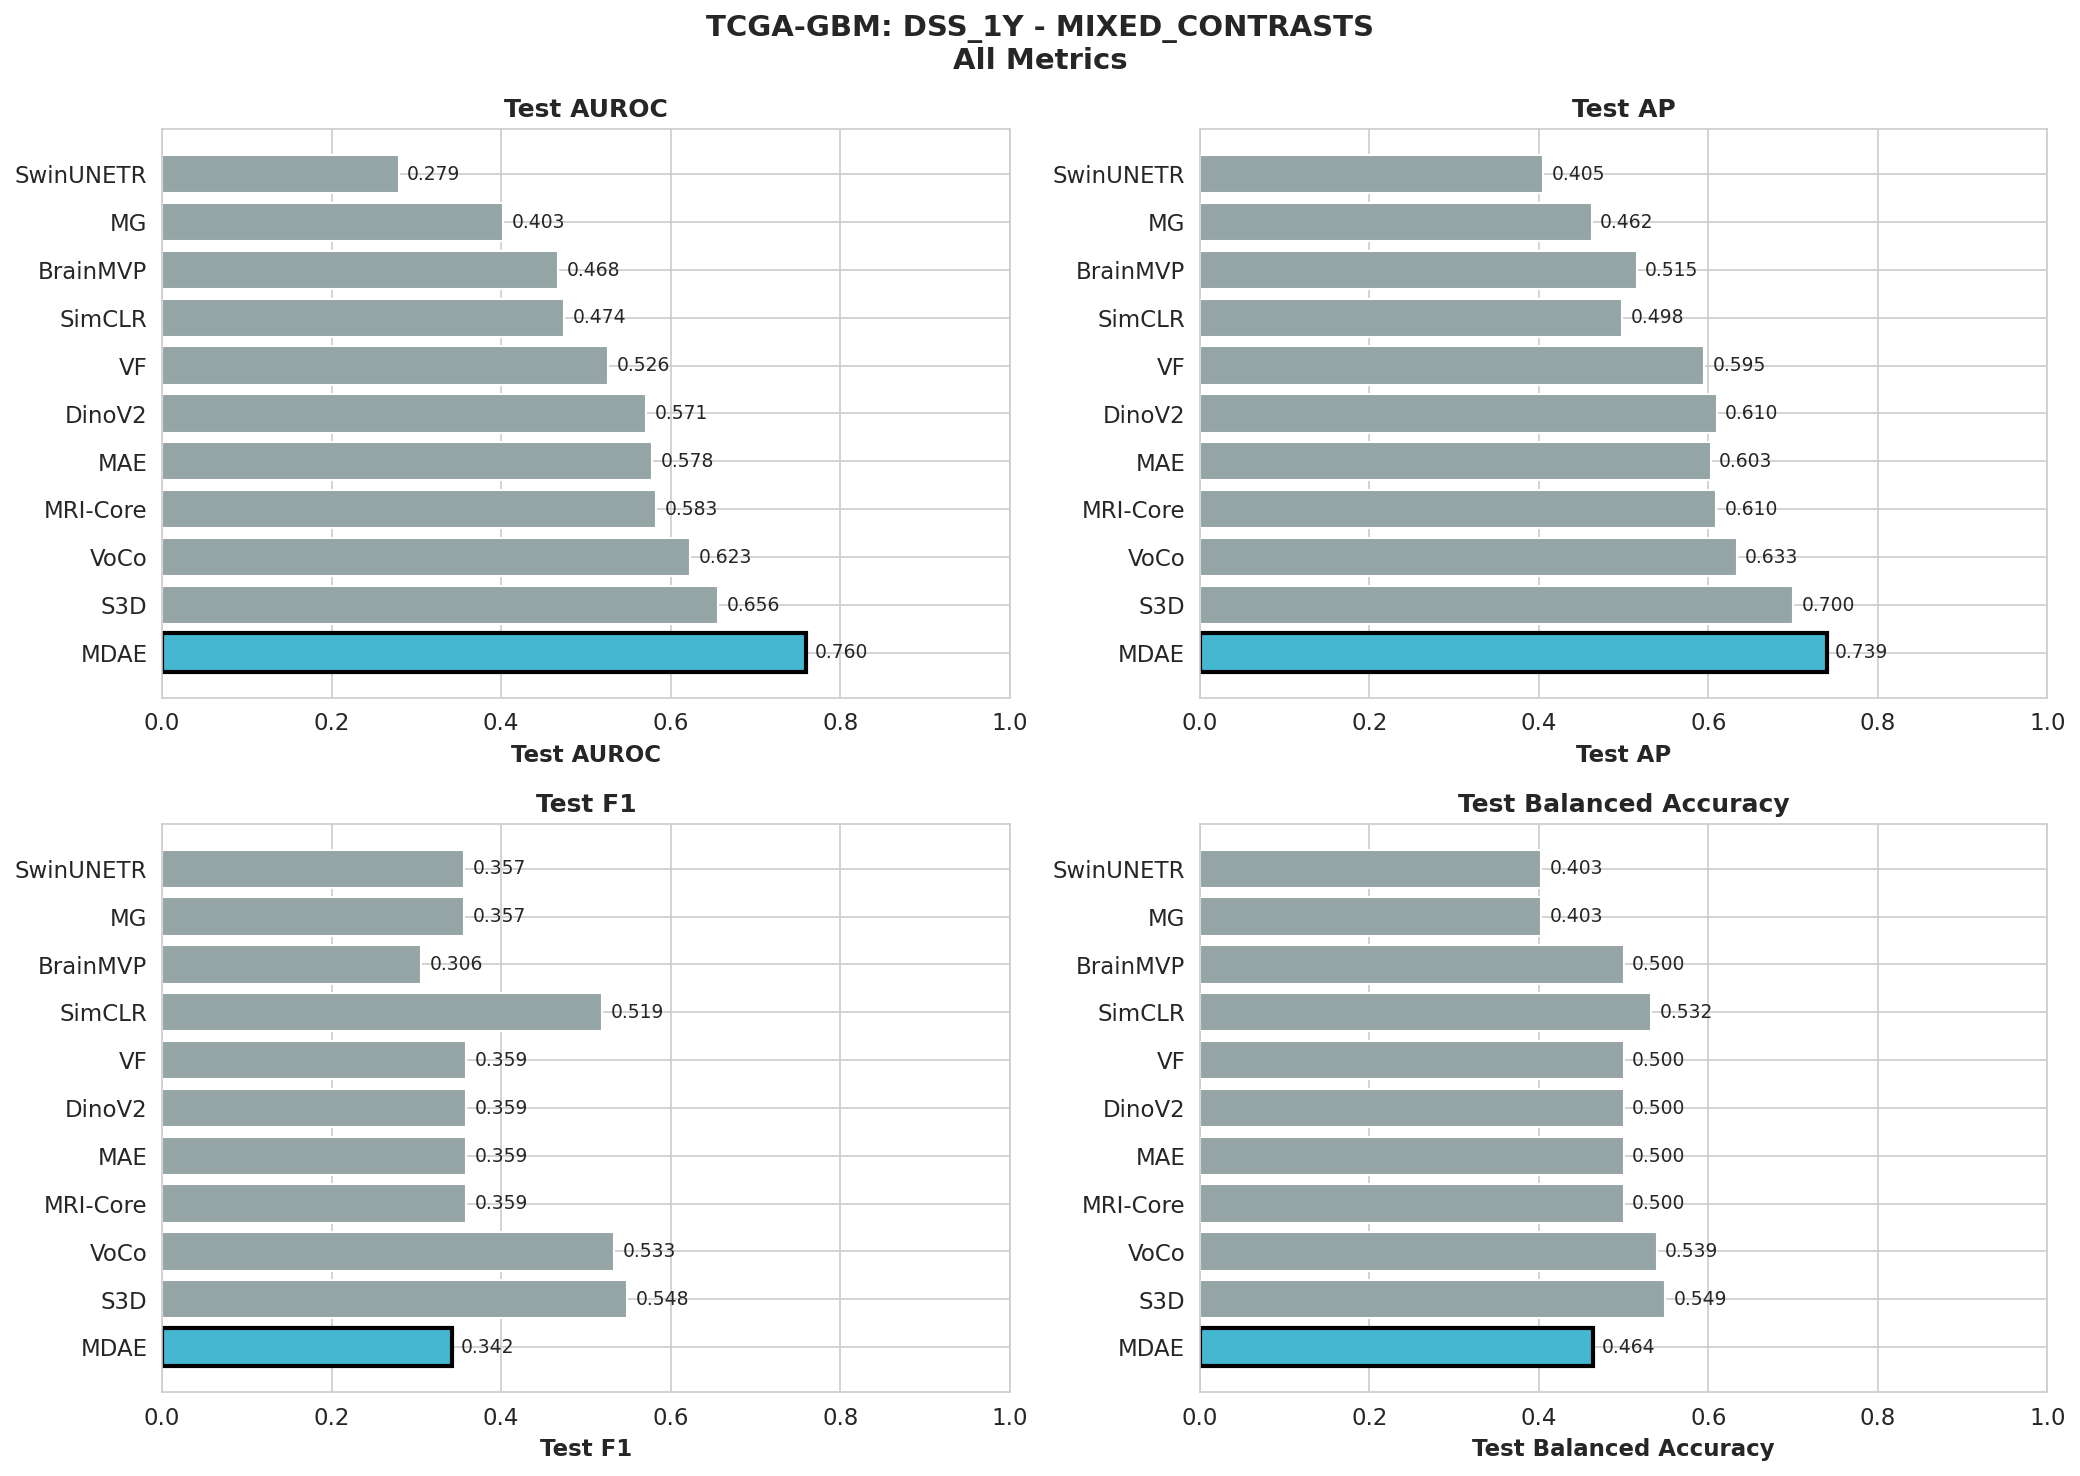 TCGA-GBM: DSS_1Y - MIXED_CONTRASTS
All Metrics
Test AUROC
SwinUNETR 0.279
MG 0.403
BrainMVP 0.468
SimCLR 0.474
VF 0.526
DinoV2 0.571
MAE 0.578
MRI-Core 0.583
VoCo 0.623
S3D 0.656
MDAE 0.760
0.0 0.2 0.4 0.6 0.8 1.0
Test AUROC
Test AP
SwinUNETR 0.405
MG 0.462
BrainMVP 0.515
SimCLR 0.498
VF 0.595
DinoV2 0.610
MAE 0.603
MRI-Core 0.610
VoCo 0.633
S3D 0.700
MDAE 0.739
0.0 0.2 0.4 0.6 0.8 1.0
Test AP
Test F1
SwinUNETR 0.357
MG 0.357
BrainMVP 0.306
SimCLR 0.519
VF 0.359
DinoV2 0.359
MAE 0.359
MRI-Core 0.359
VoCo 0.533
S3D 0.548
MDAE 0.342
0.0 0.2 0.4 0.6 0.8 1.0
Test F1
Test Balanced Accuracy
SwinUNETR 0.403
MG 0.403
BrainMVP 0.500
SimCLR 0.532
VF 0.500
DinoV2 0.500
MAE 0.500
MRI-Core 0.500
VoCo 0.539
S3D 0.549
MDAE 0.464
0.0 0.2 0.4 0.6 0.8 1.0
Test Balanced Accuracy